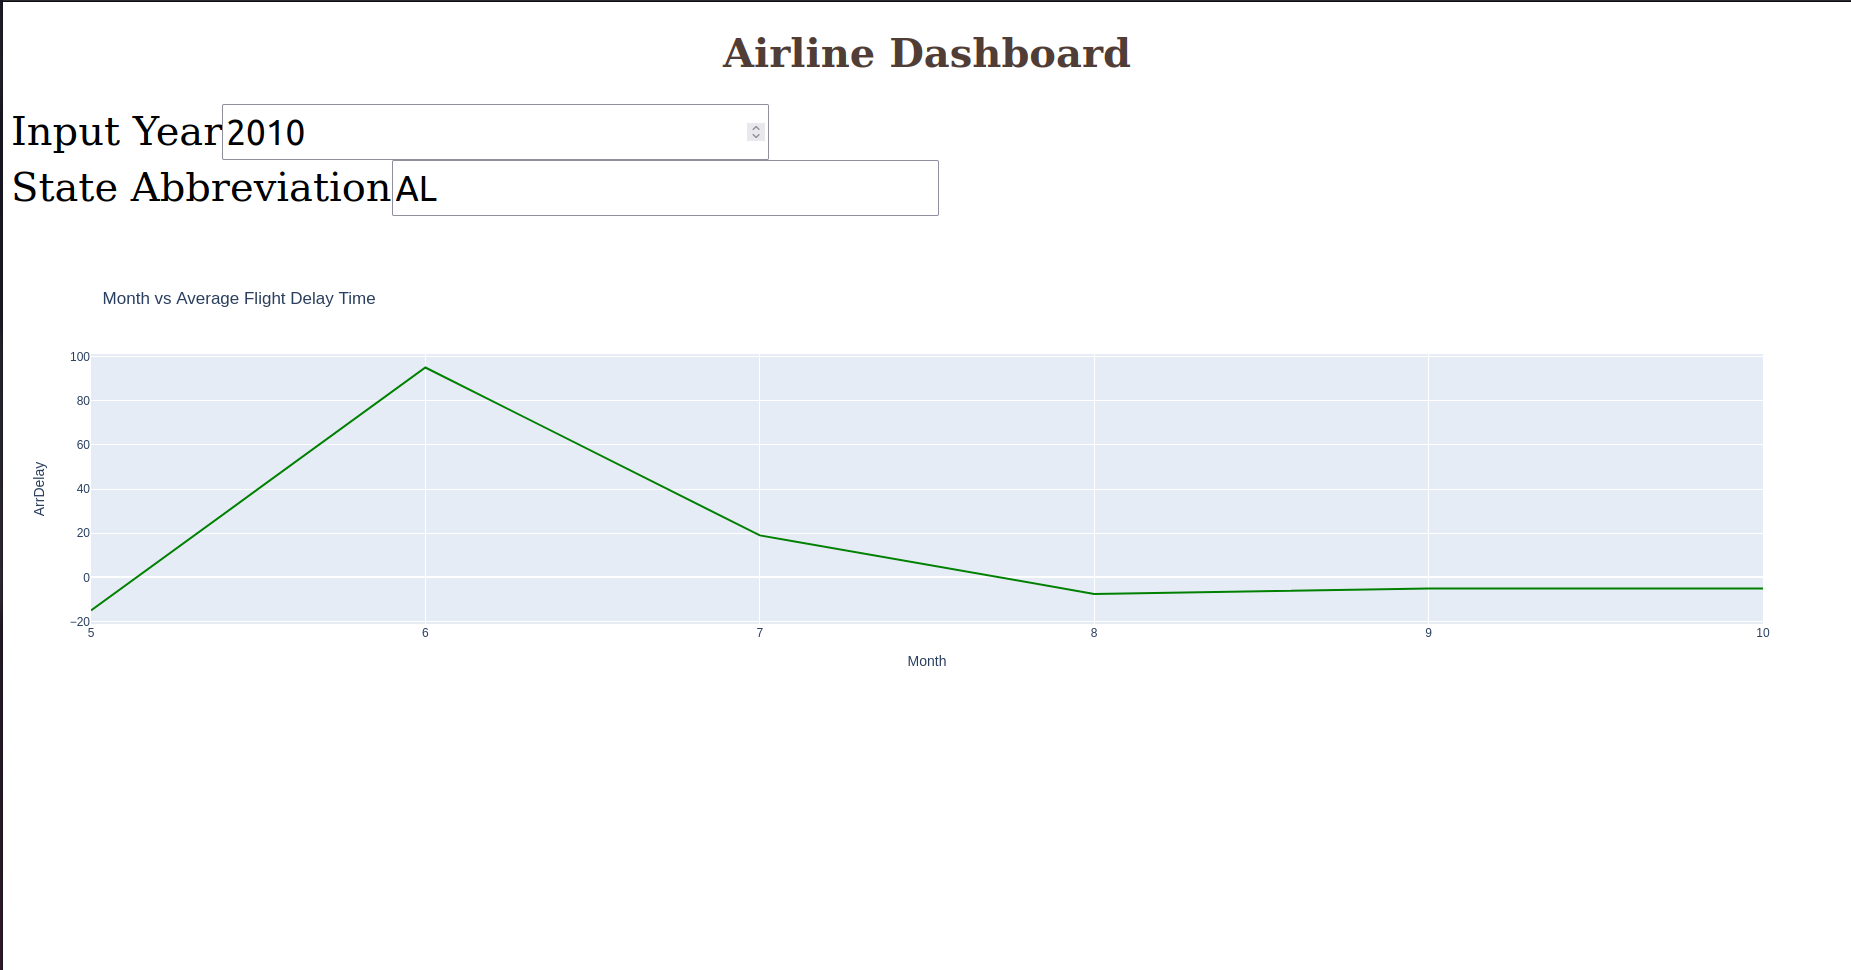 Airline Dashboard
Input Year 2010
State Abbreviation AL
Month vs Average Flight Delay Time
100
80
60
40
20
0
−20
ArrDelay
5 6 7 8 9 10
Month